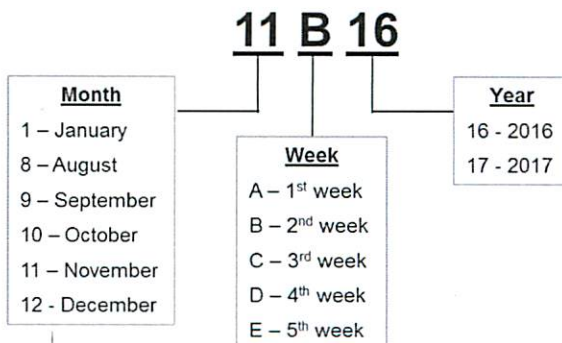 11 B 16
Month
1 – January
8 – August
9 – September
10 – October
11 – November
12 - December
Week
A – 1st week
B – 2nd week
C – 3rd week
D – 4th week
E – 5th week
Year
16 - 2016
17 - 2017